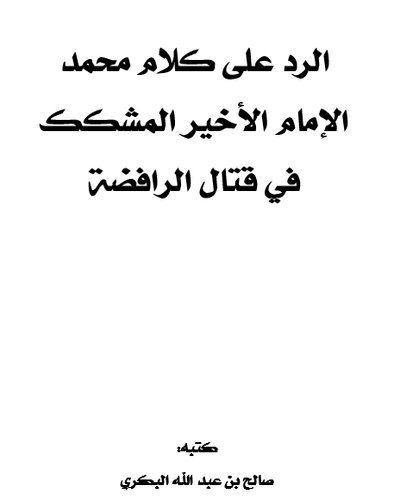 الرد على كلام محمد
الإمام الأخير المشكك
في قتال الرافضة
كتبه:
صالح بن عبد الله البكري